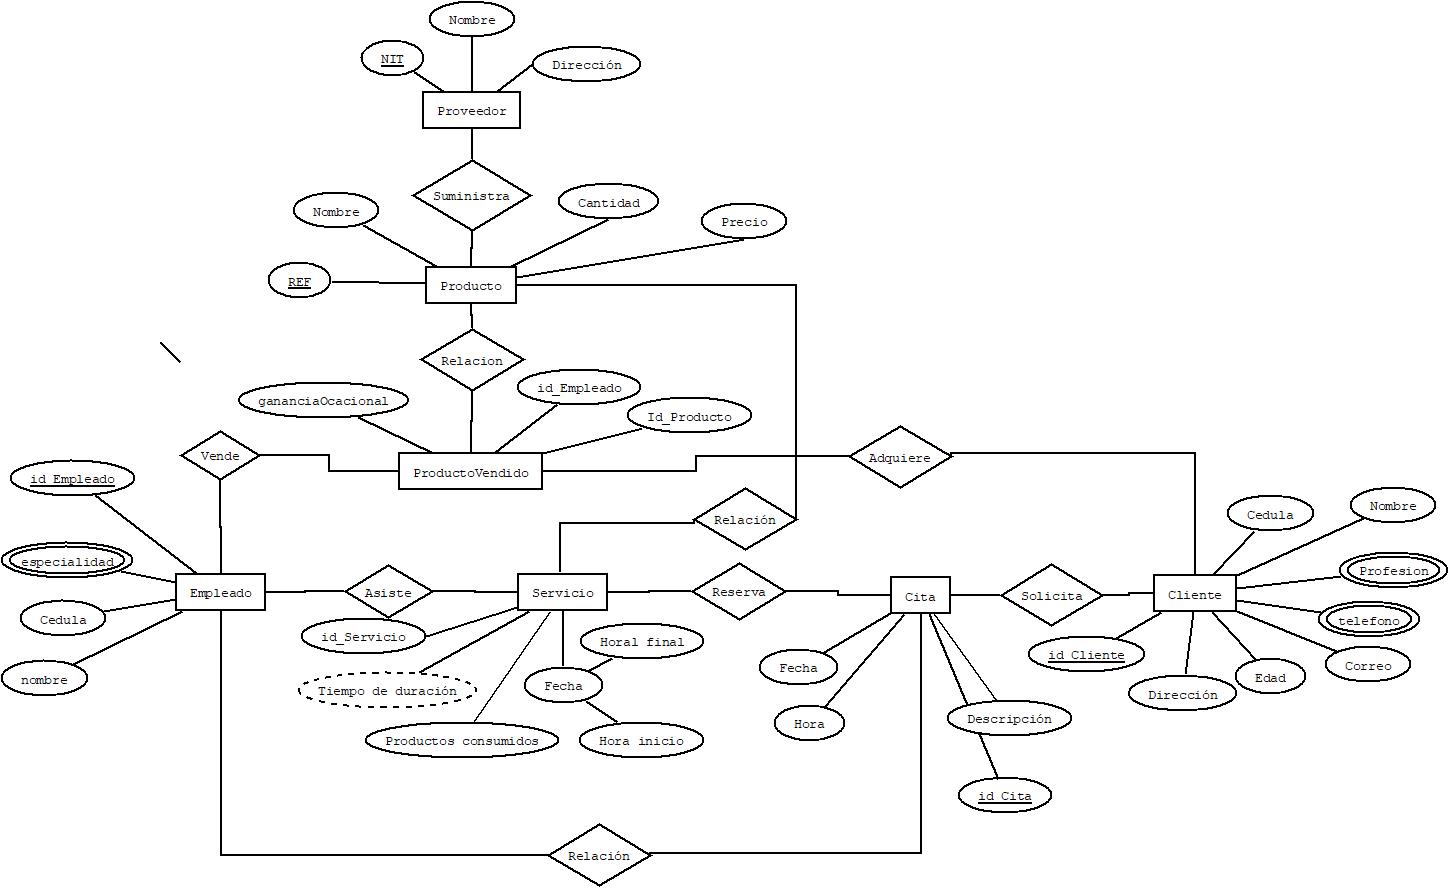 Nombre
NIT
Dirección
Proveedor
Suministra
Nombre
Cantidad
Precio
REF
Producto
Relacion
gananciaOcacional
id_Empleado
Id_Producto
Vende
ProductoVendido
Adquiere
id_Empleado
Relación
Cedula
Nombre
especialidad
Profesion
Empleado
Asiste
Servicio
Reserva
Cita
Solicita
Cliente
Cedula
id_Servicio
Horal final
telefono
Fecha
id_Cliente
Correo
nombre
Tiempo de duración
Fecha
Edad
Dirección
Hora
Descripción
Productos consumidos
Hora inicio
id_Cita
Relación